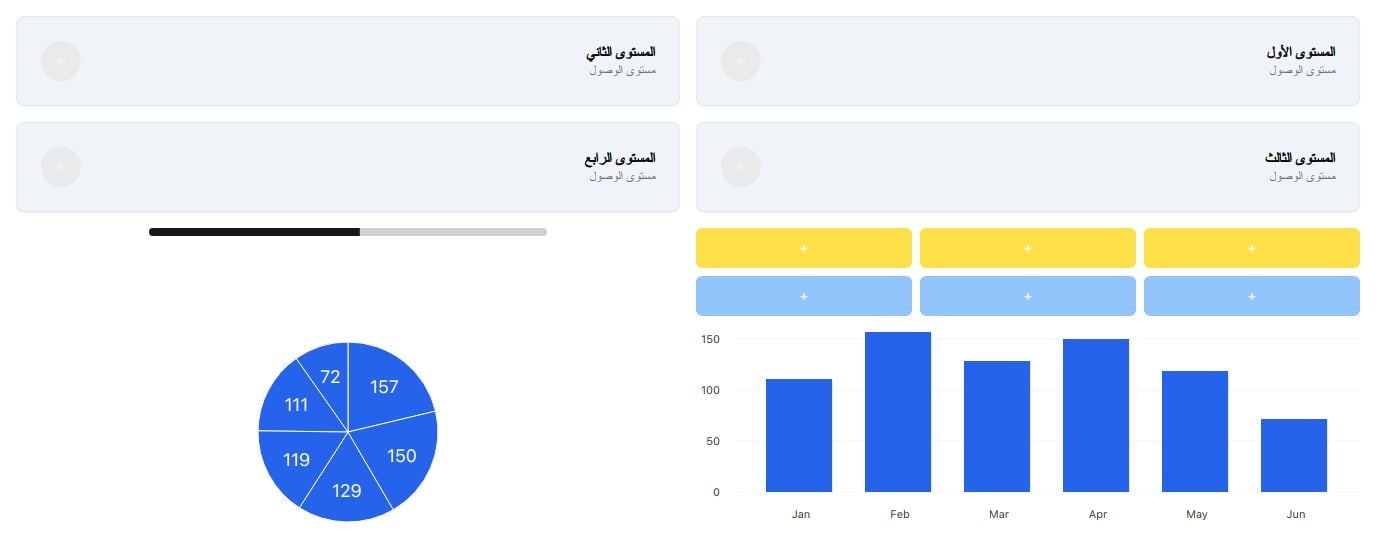 المستوى الأول
مستوى الوصول
المستوى الثاني
مستوى الوصول
المستوى الثالث
مستوى الوصول
المستوى الرابع
مستوى الوصول
+ + +
+ + +
150
100
50
0
Jan Feb Mar Apr May Jun
157
150
129
119
111
72